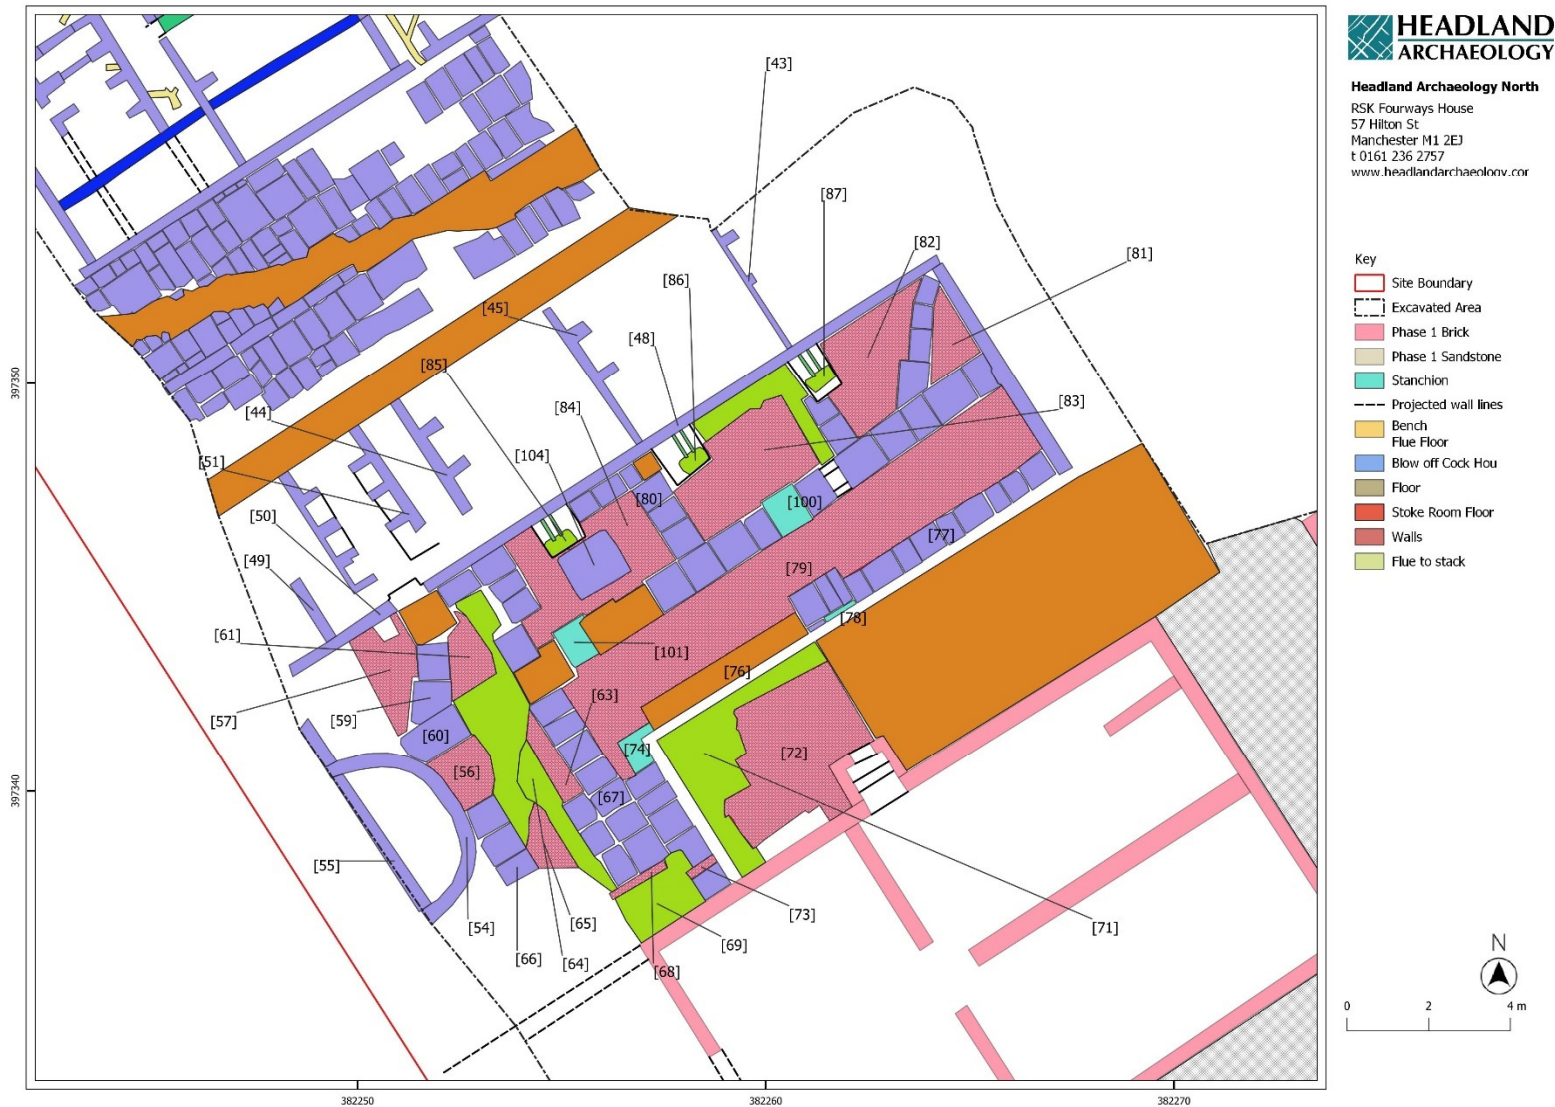 HEADLAND
ARCHAEOLOGY
Headland Archaeology North
RSK Fourways House
57 Hilton St
Manchester M1 2EJ
t 0161 236 2757
www.headlandarchaeology.cor
Key
Site Boundary
Excavated Area
Phase 1 Brick
Phase 1 Sandstone
Stanchion
Projected wall lines
Bench
Flue Floor
Blow off Cock Hou
Floor
Stoke Room Floor
Walls
Flue to stack
N
0 2 4 m
[43]
[87]
[82]
[81]
[86]
[45]
[48]
[85]
[84]
[83]
[44]
[51]
[104]
[80]
[100]
[50]
[77]
[49]
[79]
[78]
[61]
[101]
[76]
[63]
[57]
[59]
[60]
[74]
[72]
[56]
[67]
[55]
[54]
[65]
[73]
[71]
[66]
[64]
[68]
[69]
397350
397340
382250
382260
382270